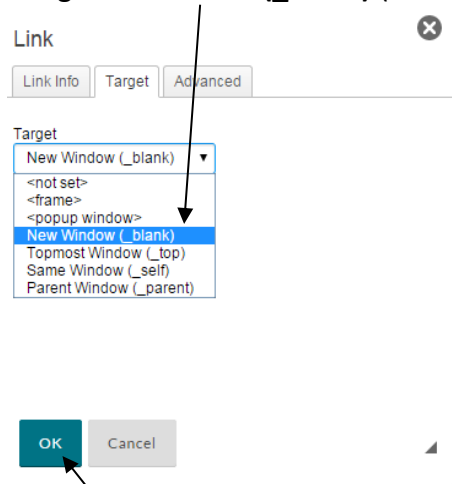 Link
Link Info Target Advanced
Target
New Window (_blank)
<not set>
<frame>
<popup window>
New Window (_blank)
Topmost Window (_top)
Same Window (_self)
Parent Window (_parent)
OK Cancel